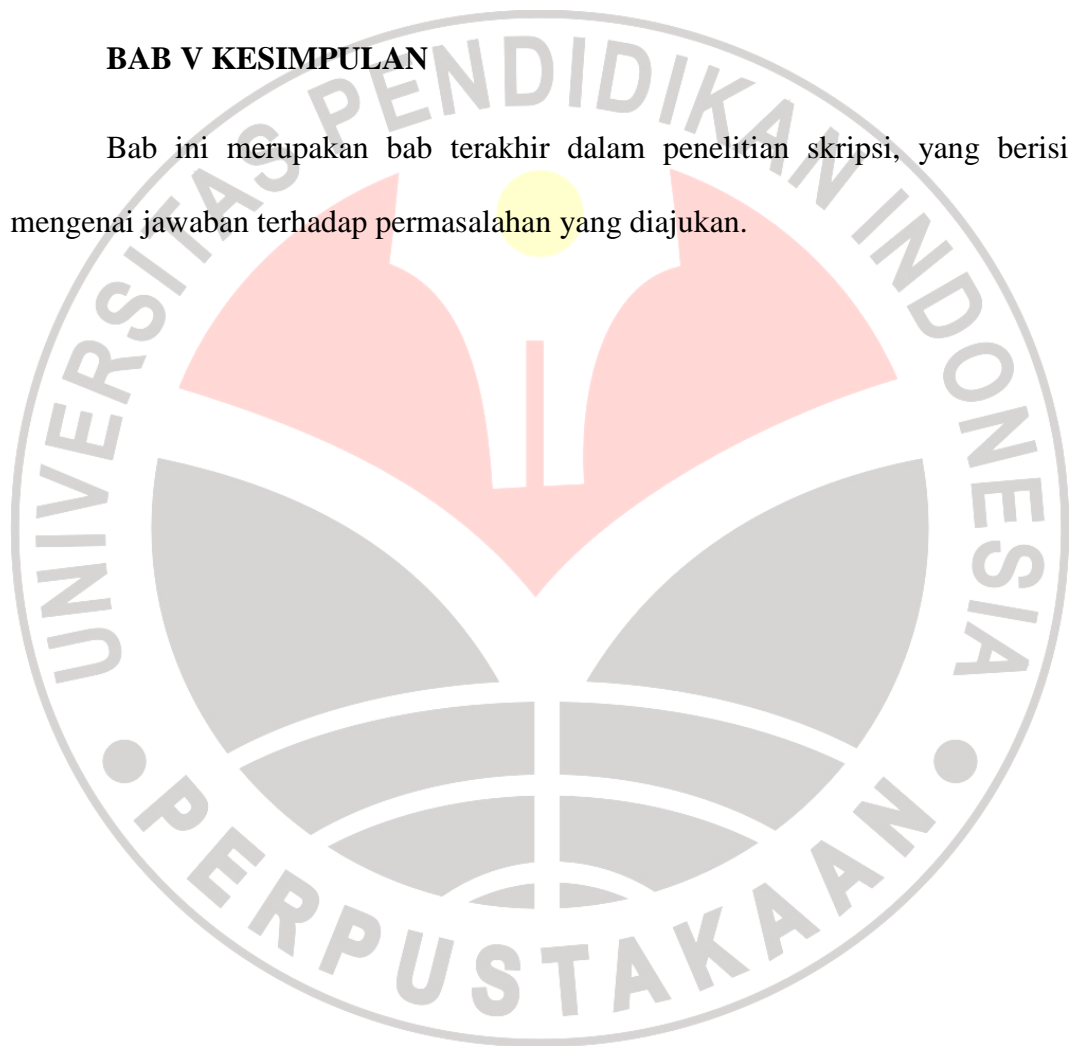 BAB V KESIMPULAN
Bab ini merupakan bab terakhir dalam penelitian skripsi, yang berisi
mengenai jawaban terhadap permasalahan yang diajukan.
UNIVERSITAS PENDIDIKAN INDONESIA
PERPUSTAKAAN